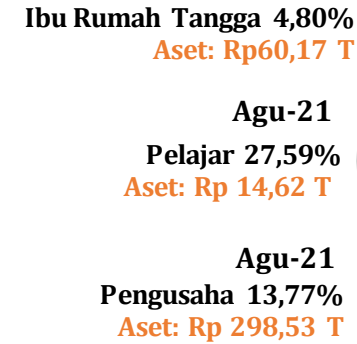 Ibu Rumah Tangga 4,80%
Aset: Rp60,17 T
Agu-21
Pelajar 27,59%
Aset: Rp 14,62 T
Agu-21
Pengusaha 13,77%
Aset: Rp 298,53 T